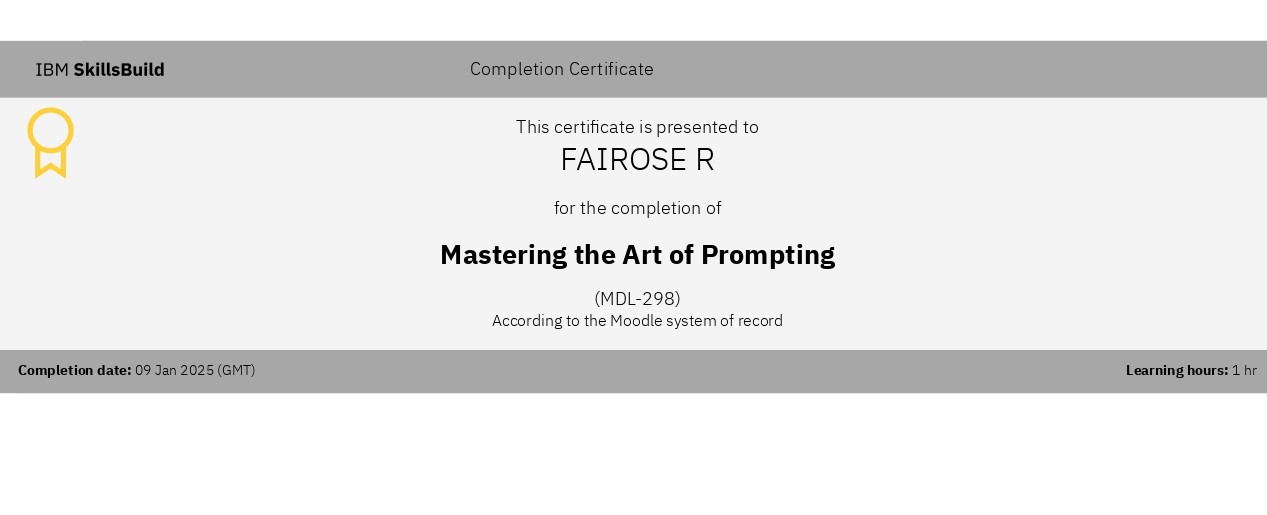 IBM SkillsBuild
Completion Certificate
This certificate is presented to
FAIROSE R
for the completion of
Mastering the Art of Prompting
(MDL-298)
According to the Moodle system of record
Completion date: 09 Jan 2025 (GMT)
Learning hours: 1 hr